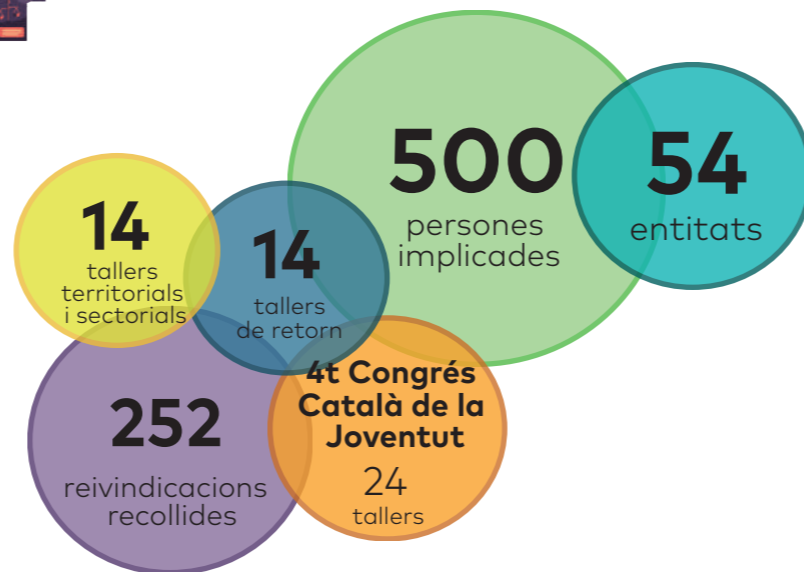 500
persones
implicades
54
entitats
14
tallers
territorials
i sectorials
14
tallers
de retorn
252
reivindicacions
recollides
4t Congrés
Català de la
Joventut
24
tallers